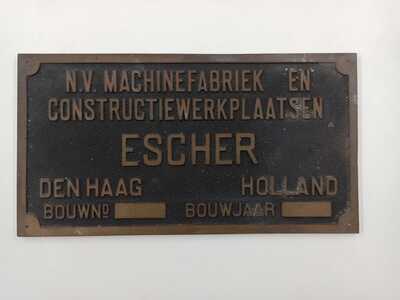 N.V. MACHINEFABRIEK EN
CONSTRUCTIEWERKPLAATSEN
ESCHER
DEN HAAG HOLLAND
BOUWNº BOUWJAAR